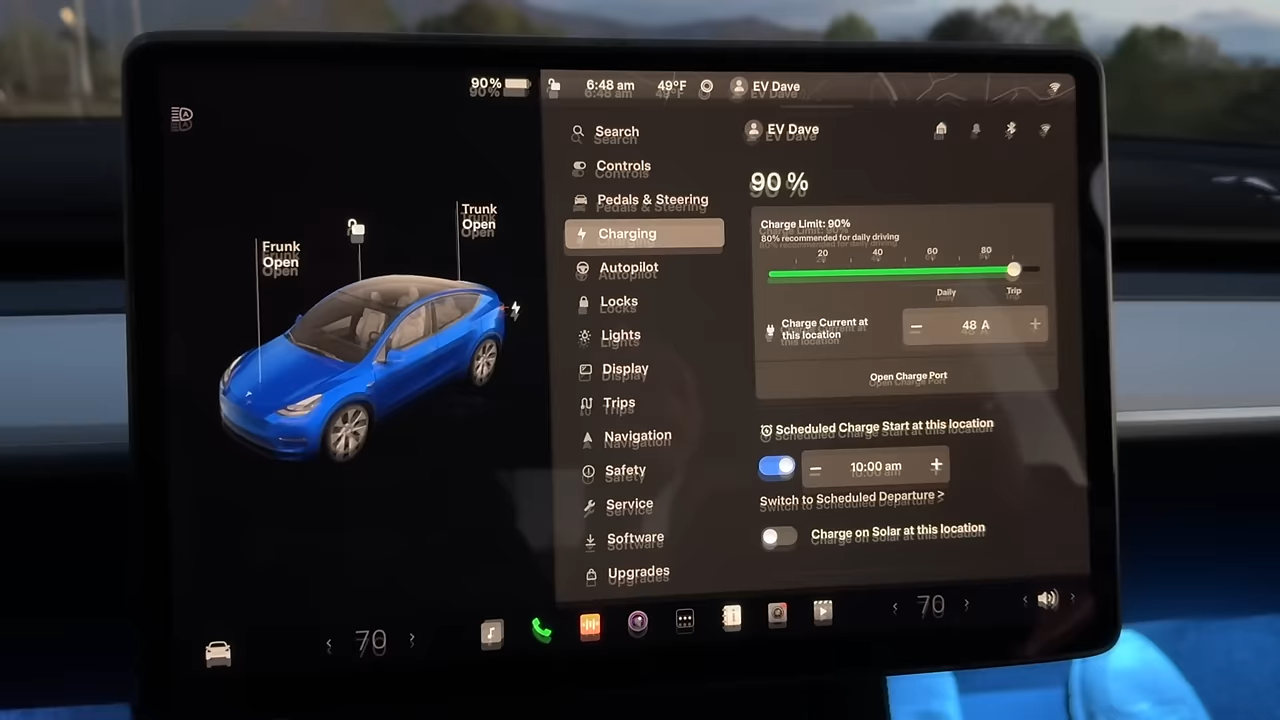 90%
6:48 am
49°F
EV Dave
Frunk
Open
Trunk
Open
Search
Controls
Pedals & Steering
Charging
Autopilot
Locks
Lights
Display
Trips
Navigation
Safety
Service
Software
Upgrades
EV Dave
90 %
Charge Limit: 90%
80% recommended for daily driving
20 40 60 80
Daily Trip
Charge Current at
this location
− 48 A +
Open Charge Port
Scheduled Charge Start at this location
− 10:00 am +
Switch to Scheduled Departure >
Charge on Solar at this location
‹ 70 ›
‹ 70 ›